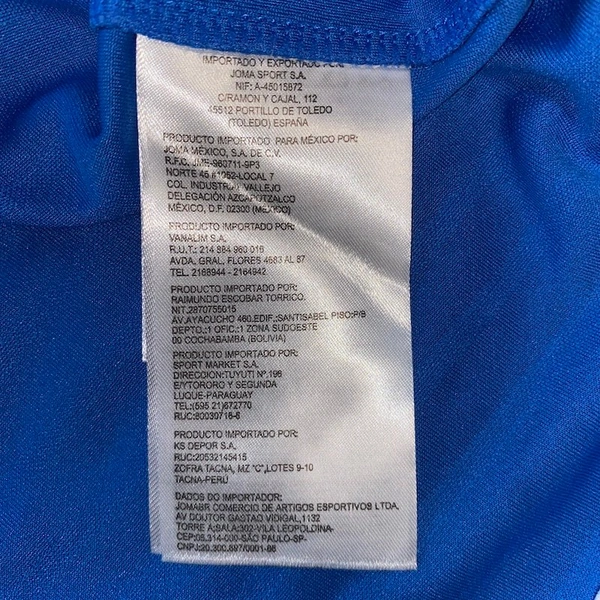 IMPORTADO Y EXPORTADO POR:
JOMA SPORT S.A.
NIF: A-45015872
C/RAMON Y CAJAL, 112
45512 PORTILLO DE TOLEDO
(TOLEDO) ESPAÑA
PRODUCTO IMPORTADO PARA MÉXICO POR:
JOMA MÉXICO, S.A. DE C.V.
R.F.C. JME-960711-9P3
NORTE 45 #1052-LOCAL 7
COL. INDUSTRIAL VALLEJO
DELEGACIÓN AZCAPOTZALCO
MÉXICO, D.F. 02300 (MÉXICO)
PRODUCTO IMPORTADO POR:
VANALIM S.A.
R.U.T.: 214 884 960 016
AVDA. GRAL. FLORES 4683 AL 87
TEL. 2168944 - 2164942
PRODUCTO IMPORTADO POR:
RAIMUNDO ESCOBAR TORRICO.
NIT.2870755015
AV.AYACUCHO 460.EDIF.:SANTISABEL PISO:P/B
DEPTO.:1 OFIC.:1 ZONA SUDOESTE
00 COCHABAMBA (BOLIVIA)
PRODUCTO IMPORTADO POR:
SPORT MARKET S.A.
DIRECCION:TUYUTI Nº.196
E/YTORORO Y SEGUNDA
LUQUE-PARAGUAY
TEL:(595 21)672770
RUC:80030718-6
PRODUCTO IMPORTADO POR:
KS DEPOR S.A.
RUC:20532145415
ZOFRA TACNA, MZ "C",LOTES 9-10
TACNA-PERÚ
DADOS DO IMPORTADOR:
JOMABR COMERCIO DE ARTIGOS ESPORTIVOS LTDA.
AV DOUTOR GASTAO VIDIGAL,1132
TORRE A;SALA:302-VILA LEOPOLDINA-
CEP:05.314-000-SÃO PAULO-SP-
CNPJ:20.300.697/0001-86